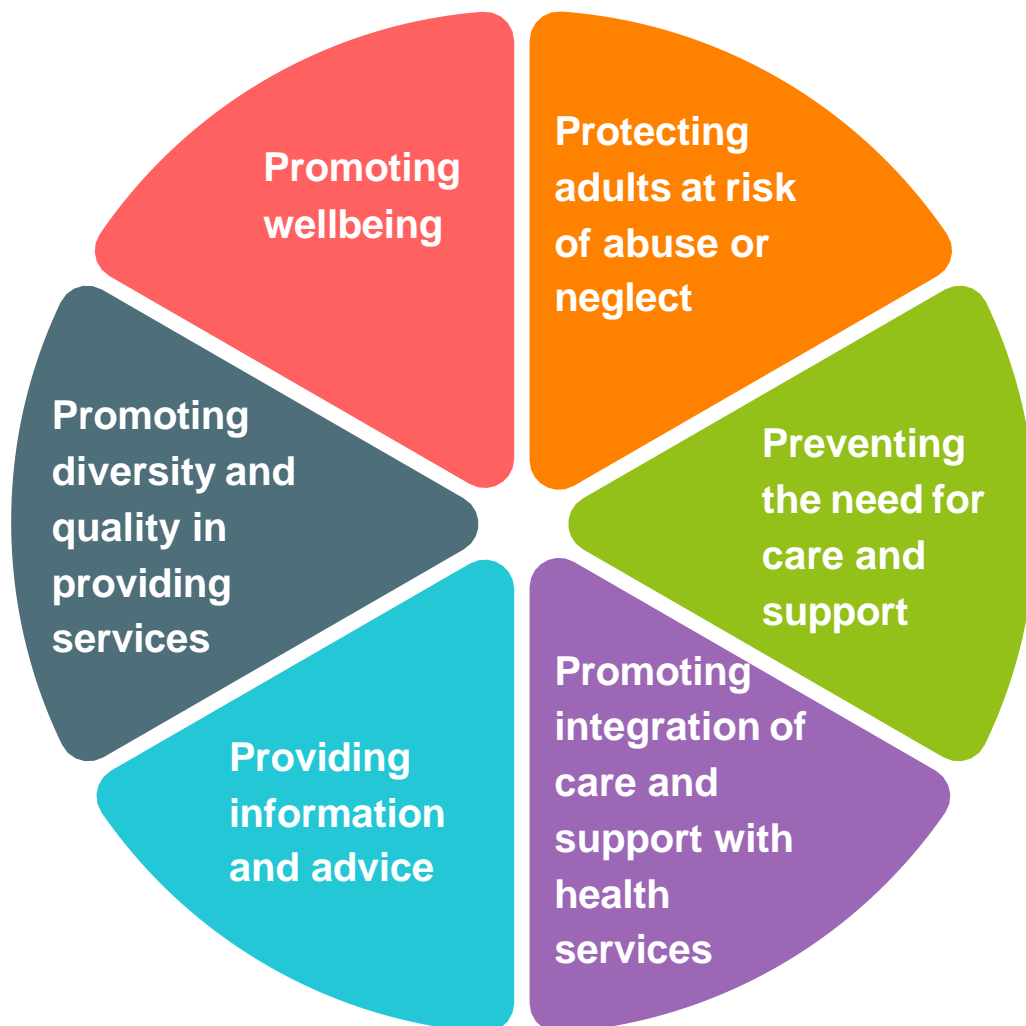 Promoting
wellbeing
Protecting
adults at risk
of abuse or
neglect
Preventing
the need for
care and
support
Promoting
integration of
care and
support with
health
services
Providing
information
and advice
Promoting
diversity and
quality in
providing
services